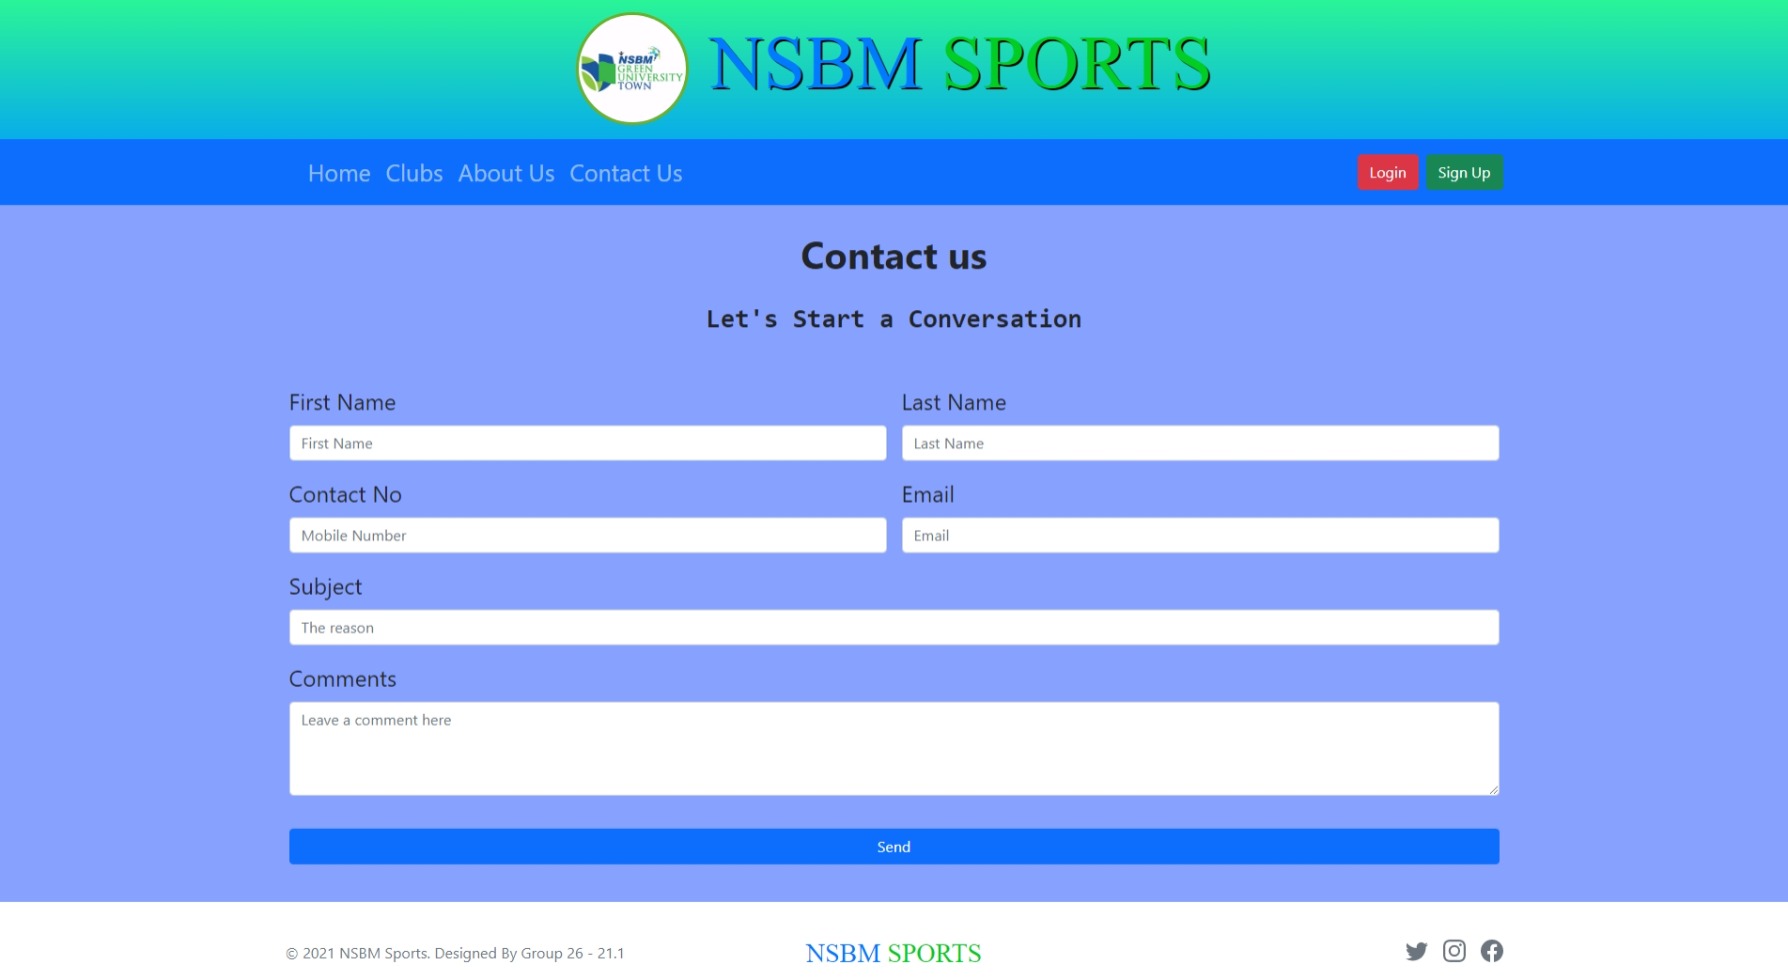 NSBM
GREEN
UNIVERSITY
TOWN
NSBM SPORTS
Home Clubs About Us Contact Us Login Sign Up
Contact us
Let's Start a Conversation
First Name Last Name
First Name Last Name
Contact No Email
Mobile Number Email
Subject
The reason
Comments
Leave a comment here
Send
© 2021 NSBM Sports. Designed By Group 26 - 21.1 NSBM SPORTS